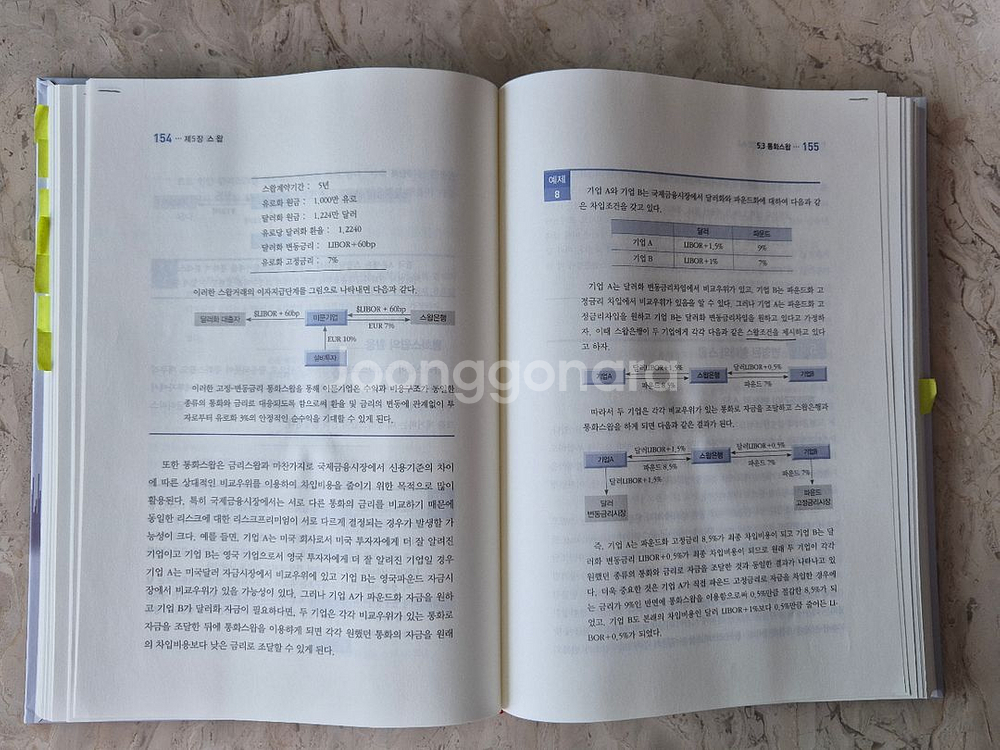 154 … 제5장 스왑
스왑계약기간 : 5년
유로화 원금 : 1,000만 유로
달러화 원금 : 1,224만 달러
유로당 달러화 환율 : 1.2240
달러화 변동금리 : LIBOR+60bp
유로화 고정금리 : 7%
이러한 스왑거래의 이자지급단계를 그림으로 나타내면 다음과 같다.
$LIBOR + 60bp
$LIBOR + 60bp
달러화 대출자
미문기업
스왑은행
EUR 7%
EUR 10%
설비투자
이러한 고정-변동금리 통화스왑을 통해 미문기업은 수익과 비용구조가 동일한
종류의 통화와 금리로 대응되도록 함으로써 환율 및 금리의 변동에 관계없이 투
자로부터 유로화 3%의 안정적인 순수익을 기대할 수 있게 된다.
또한 통화스왑은 금리스왑과 마찬가지로 국제금융시장에서 신용기준의 차이
에 따른 상대적인 비교우위를 이용하여 차입비용을 줄이기 위한 목적으로 많이
활용된다. 특히 국제금융시장에서는 서로 다른 통화의 금리를 비교하기 때문에
동일한 리스크에 대한 리스크프리미엄이 서로 다르게 결정되는 경우가 발생할 가
능성이 크다. 예를 들면, 기업 A는 미국 회사로서 미국 투자자에게 더 잘 알려진
기업이고 기업 B는 영국 기업으로서 영국 투자자에게 더 잘 알려진 기업일 경우
기업 A는 미국달러 자금시장에서 비교우위에 있고 기업 B는 영국파운드 자금시
장에서 비교우위가 있을 가능성이 있다. 그러나 기업 A가 파운드화 자금을 원하
고 기업 B가 달러화 자금이 필요하다면, 두 기업은 각각 비교우위가 있는 통화로
자금을 조달한 뒤에 통화스왑을 이용하게 되면 각각 원했던 통화의 자금을 원래
의 차입비용보다 낮은 금리로 조달할 수 있게 된다.
5.3 통화스왑 … 155
예제
8
기업 A와 기업 B는 국제금융시장에서 달러화와 파운드화에 대하여 다음과 같
은 차입조건을 갖고 있다.
달러 파운드
기업 A LIBOR+1.5% 9%
기업 B LIBOR+1% 7%
기업 A는 달러화 변동금리차입에서 비교우위가 있고, 기업 B는 파운드화 고
정금리 차입에서 비교우위가 있음을 알 수 있다. 그러나 기업 A는 파운드화 고
정금리차입을 원하고 기업 B는 달러화 변동금리차입을 원하고 있다고 가정하
자. 이때 스왑은행이 두 기업에게 각각 다음과 같은 스왑조건을 제시하고 있다
고 하자.
달러LIBOR+1.5%
달러LIBOR+0.5%
기업A
스왑은행
기업B
파운드 8.5%
파운드 7%
따라서 두 기업은 각각 비교우위가 있는 통화로 자금을 조달하고 스왑은행과
통화스왑을 하게 되면 다음과 같은 결과가 된다.
달러LIBOR+1.5%
달러LIBOR+0.5%
기업A
스왑은행
기업B
파운드 8.5%
파운드 7%
파운드 7%
달러LIBOR+1.5%
달러
변동금리시장
파운드
고정금리시장
즉, 기업 A는 파운드화 고정금리 8.5%가 최종 차입비용이 되고 기업 B는 달
러화 변동금리 LIBOR+0.5%가 최종 차입비용이 되므로 원래 두 기업이 각각
원했던 종류의 통화와 금리로 자금을 조달한 것과 동일한 결과가 나타나고 있
다. 더욱 중요한 것은 기업 A가 직접 파운드 고정금리로 자금을 차입한 경우에
는 금리가 9%인 반면에 통화스왑을 이용함으로써 0.5%만큼 절감한 8.5%가 되
었고, 기업 B도 본래의 차입비용인 달러 LIBOR+1%보다 0.5%만큼 줄어든 LI-
BOR+0.5%가 되었다.
Joonggonara